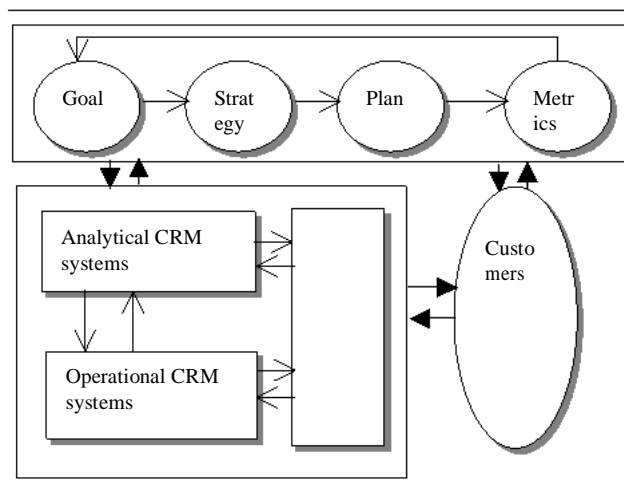 Goal
Strat
egy
Plan
Metr
ics
Analytical CRM
systems
Custo
mers
Operational CRM
systems